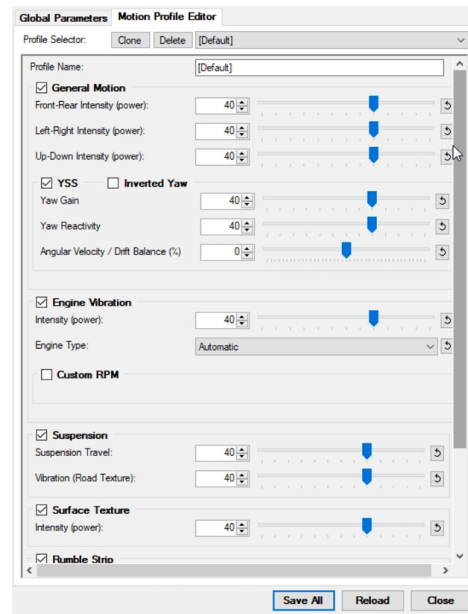 Global Parameters Motion Profile Editor
Profile Selector: Clone Delete [Default]
Profile Name: [Default]
General Motion
Front-Rear Intensity (power): 40
Left-Right Intensity (power): 40
Up-Down Intensity (power): 40
YSS Inverted Yaw
Yaw Gain 40
Yaw Reactivity 40
Angular Velocity / Drift Balance (%) 0
Engine Vibration
Intensity (power): 40
Engine Type: Automatic
Custom RPM
Suspension
Suspension Travel: 40
Vibration (Road Texture): 40
Surface Texture
Intensity (power): 40
Rumble Strip
Save All Reload Close